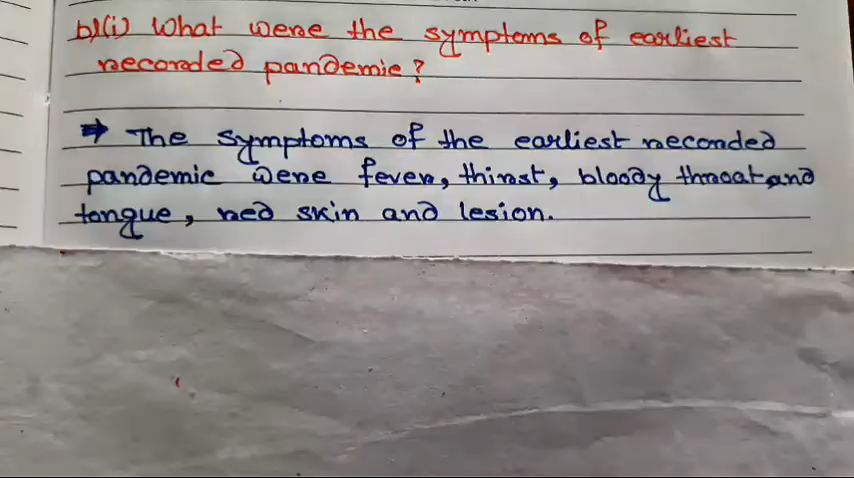 b)(i) What were the symptoms of earliest
recorded pandemic?
➡ The symptoms of the earliest recorded
pandemic were fever, thirst, bloody throat and
tongue, red skin and lesion.